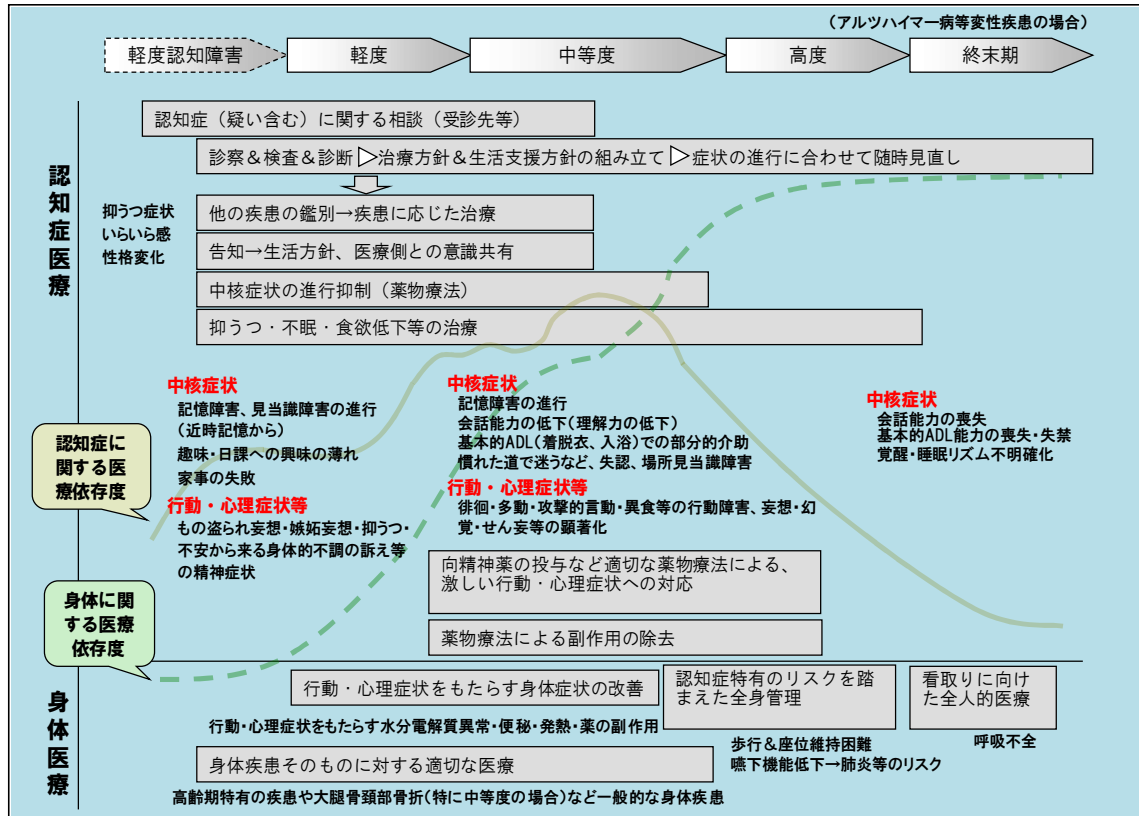 （アルツハイマー病等変性疾患の場合）
軽度認知障害
軽度
中等度
高度
終末期
認知症医療
認知症（疑い含む）に関する相談（受診先等）
診察＆検査＆診断▷治療方針＆生活支援方針の組み立て▷症状の進行に合わせて随時見直し
抑うつ症状
いらいら感
性格変化
他の疾患の鑑別→疾患に応じた治療
告知→生活方針、医療側との意識共有
中核症状の進行抑制（薬物療法）
抑うつ・不眠・食欲低下等の治療
中核症状
記憶障害、見当識障害の進行
（近時記憶から）
趣味・日課への興味の薄れ
家事の失敗
行動・心理症状等
もの盗られ妄想・嫉妬妄想・抑うつ・
不安から来る身体的不調の訴え等
の精神症状
中核症状
記憶障害の進行
会話能力の低下（理解力の低下）
基本的ADL（着脱衣、入浴）での部分的介助
慣れた道で迷うなど、失認、場所見当識障害
行動・心理症状等
徘徊・多動・攻撃的言動・異食等の行動障害、妄想・幻
覚・せん妄等の顕著化
中核症状
会話能力の喪失
基本的ADL能力の喪失・失禁
覚醒・睡眠リズム不明確化
認知症に
関する医
療依存度
向精神薬の投与など適切な薬物療法による、
激しい行動・心理症状への対応
薬物療法による副作用の除去
身体に関
する医療
依存度
身体医療
行動・心理症状をもたらす身体症状の改善
行動・心理症状をもたらす水分電解質異常・便秘・発熱・薬の副作用
認知症特有のリスクを踏
まえた全身管理
歩行＆座位維持困難
嚥下機能低下→肺炎等のリスク
看取りに向
けた全人的医療
呼吸不全
身体疾患そのものに対する適切な医療
高齢期特有の疾患や大腿骨頚部骨折（特に中等度の場合）など一般的な身体疾患